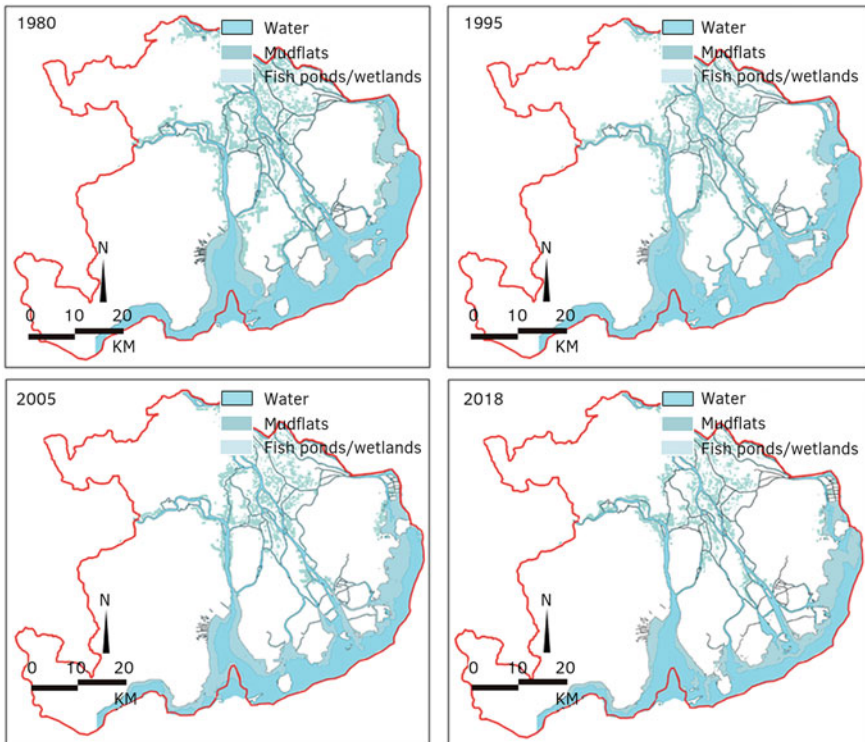 1980
Water
Mudflats
Fish ponds/wetlands
N
0 10 20
KM
1995
Water
Mudflats
Fish ponds/wetlands
N
0 10 20
KM
2005
Water
Mudflats
Fish ponds/wetlands
N
0 10 20
KM
2018
Water
Mudflats
Fish ponds/wetlands
N
0 10 20
KM